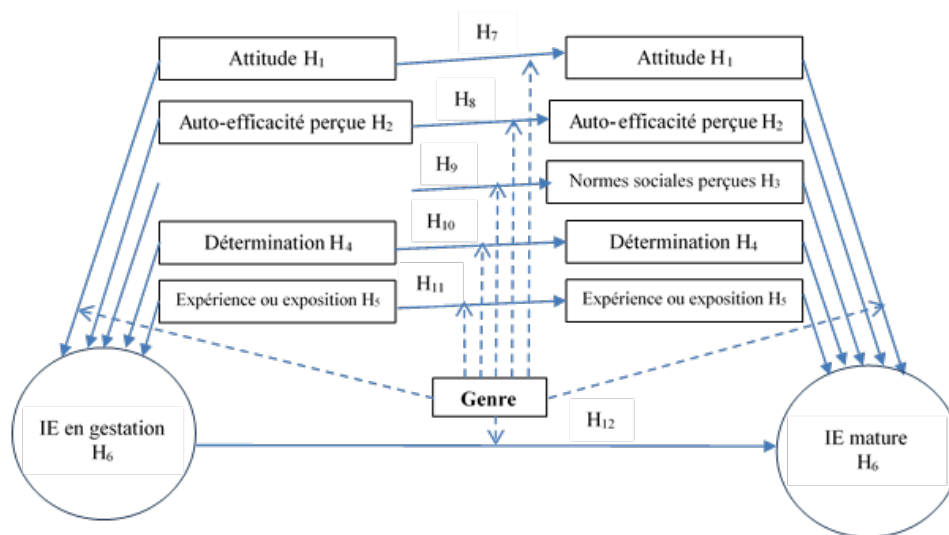 H₇
Attitude H₁
Attitude H₁
H₈
Auto-efficacité perçue H₂
Auto-efficacité perçue H₂
H₉
Normes sociales perçues H₃
H₁₀
Détermination H₄
Détermination H₄
H₁₁
Expérience ou exposition H₅
Expérience ou exposition H₅
Genre
H₁₂
IE en gestation
H₆
IE mature
H₆